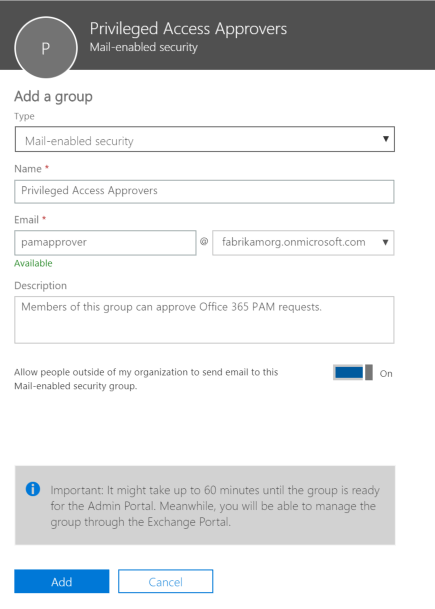 P
Privileged Access Approvers
Mail-enabled security
Add a group
Type
Mail-enabled security
Name *
Privileged Access Approvers
Email *
pamapprover @ fabrikamorg.onmicrosoft.com
Available
Description
Members of this group can approve Office 365 PAM requests.
Allow people outside of my organization to send email to this
Mail-enabled security group.
On
Important: It might take up to 60 minutes until the group is ready
for the Admin Portal. Meanwhile, you will be able to manage the
group through the Exchange Portal.
Add Cancel